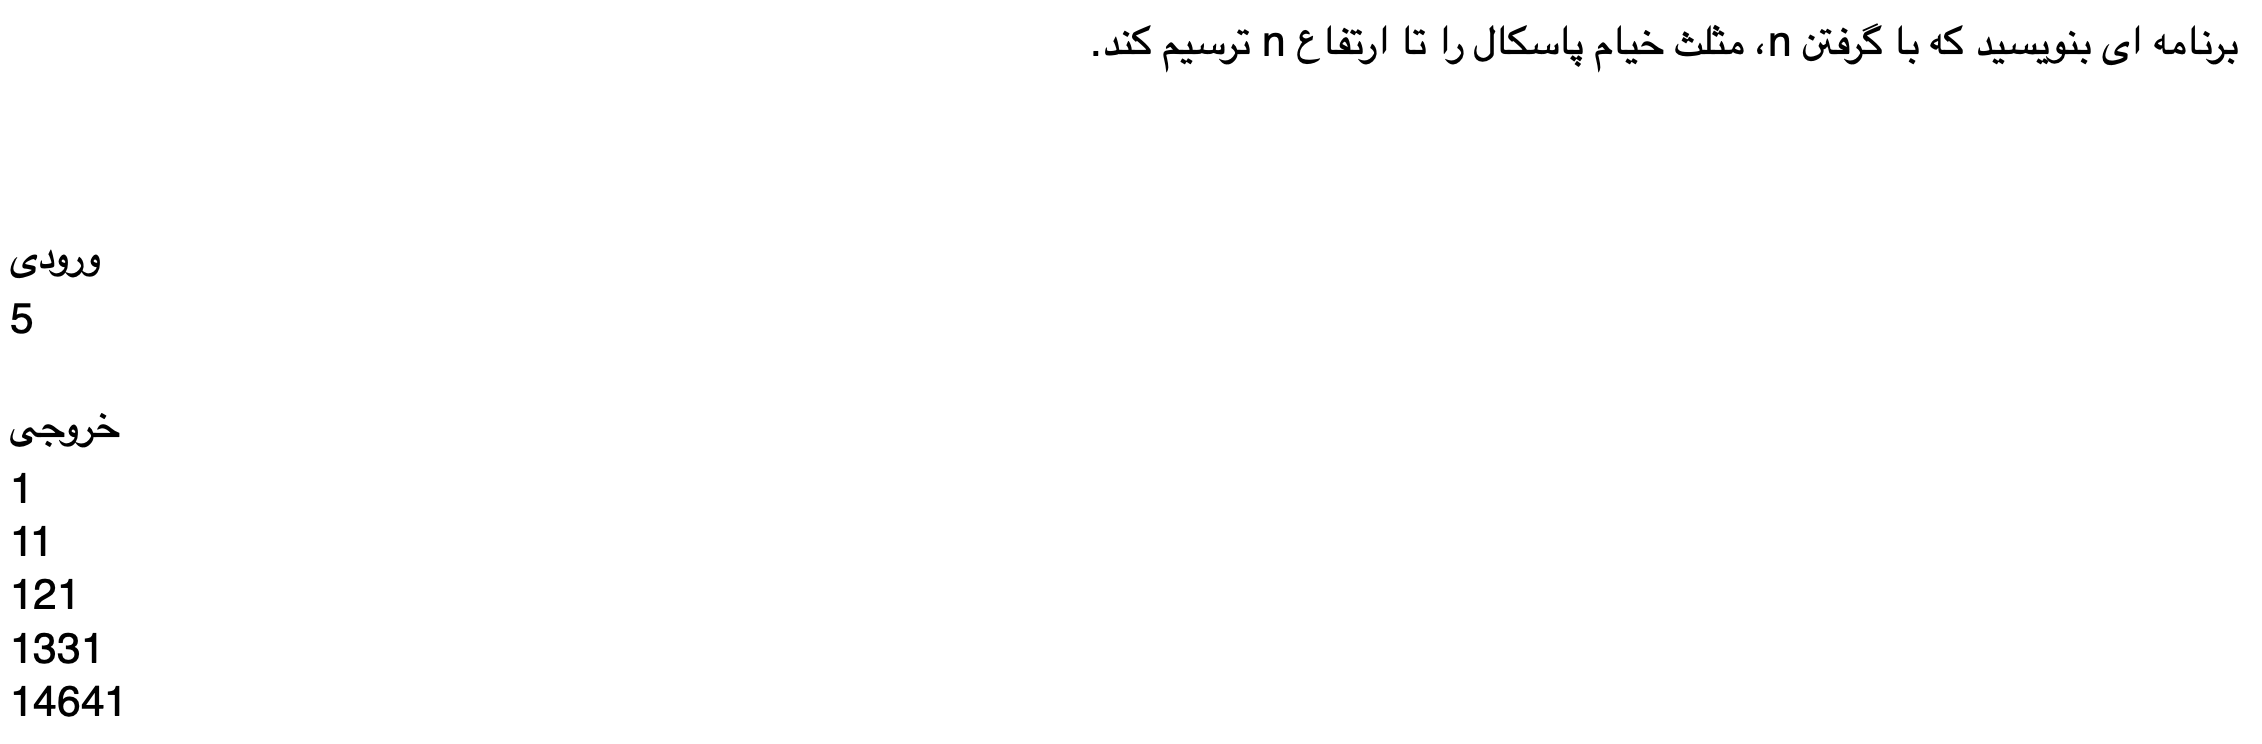 برنامه ای بنویسید که با گرفتن n، مثلث خیام پاسکال را تا ارتفاع n ترسیم کند.
ورودی
5
خروجی
1
11
121
1331
14641